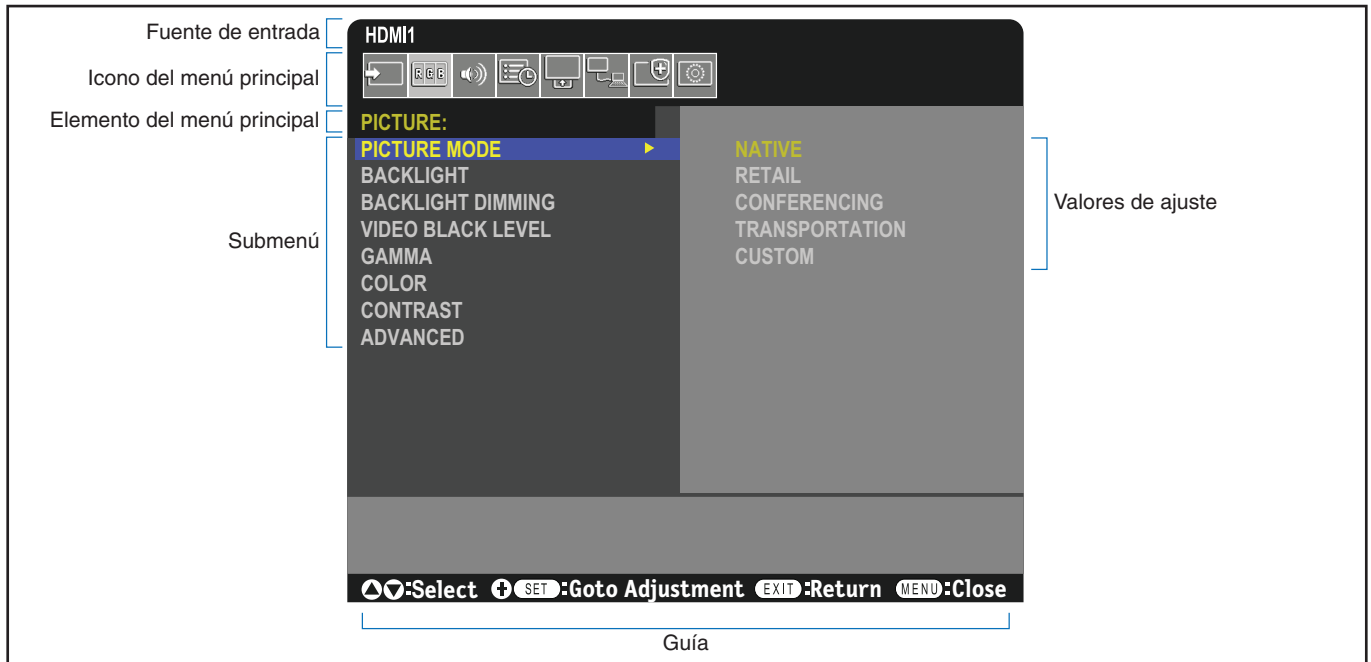 Fuente de entrada
HDMI1
Icono del menú principal
RGB
Elemento del menú principal
PICTURE:
Submenú
PICTURE MODE
BACKLIGHT
BACKLIGHT DIMMING
VIDEO BLACK LEVEL
GAMMA
COLOR
CONTRAST
ADVANCED
NATIVE
RETAIL
CONFERENCING
TRANSPORTATION
CUSTOM
Valores de ajuste
:Select SET:Goto Adjustment EXIT:Return MENU:Close
Guía